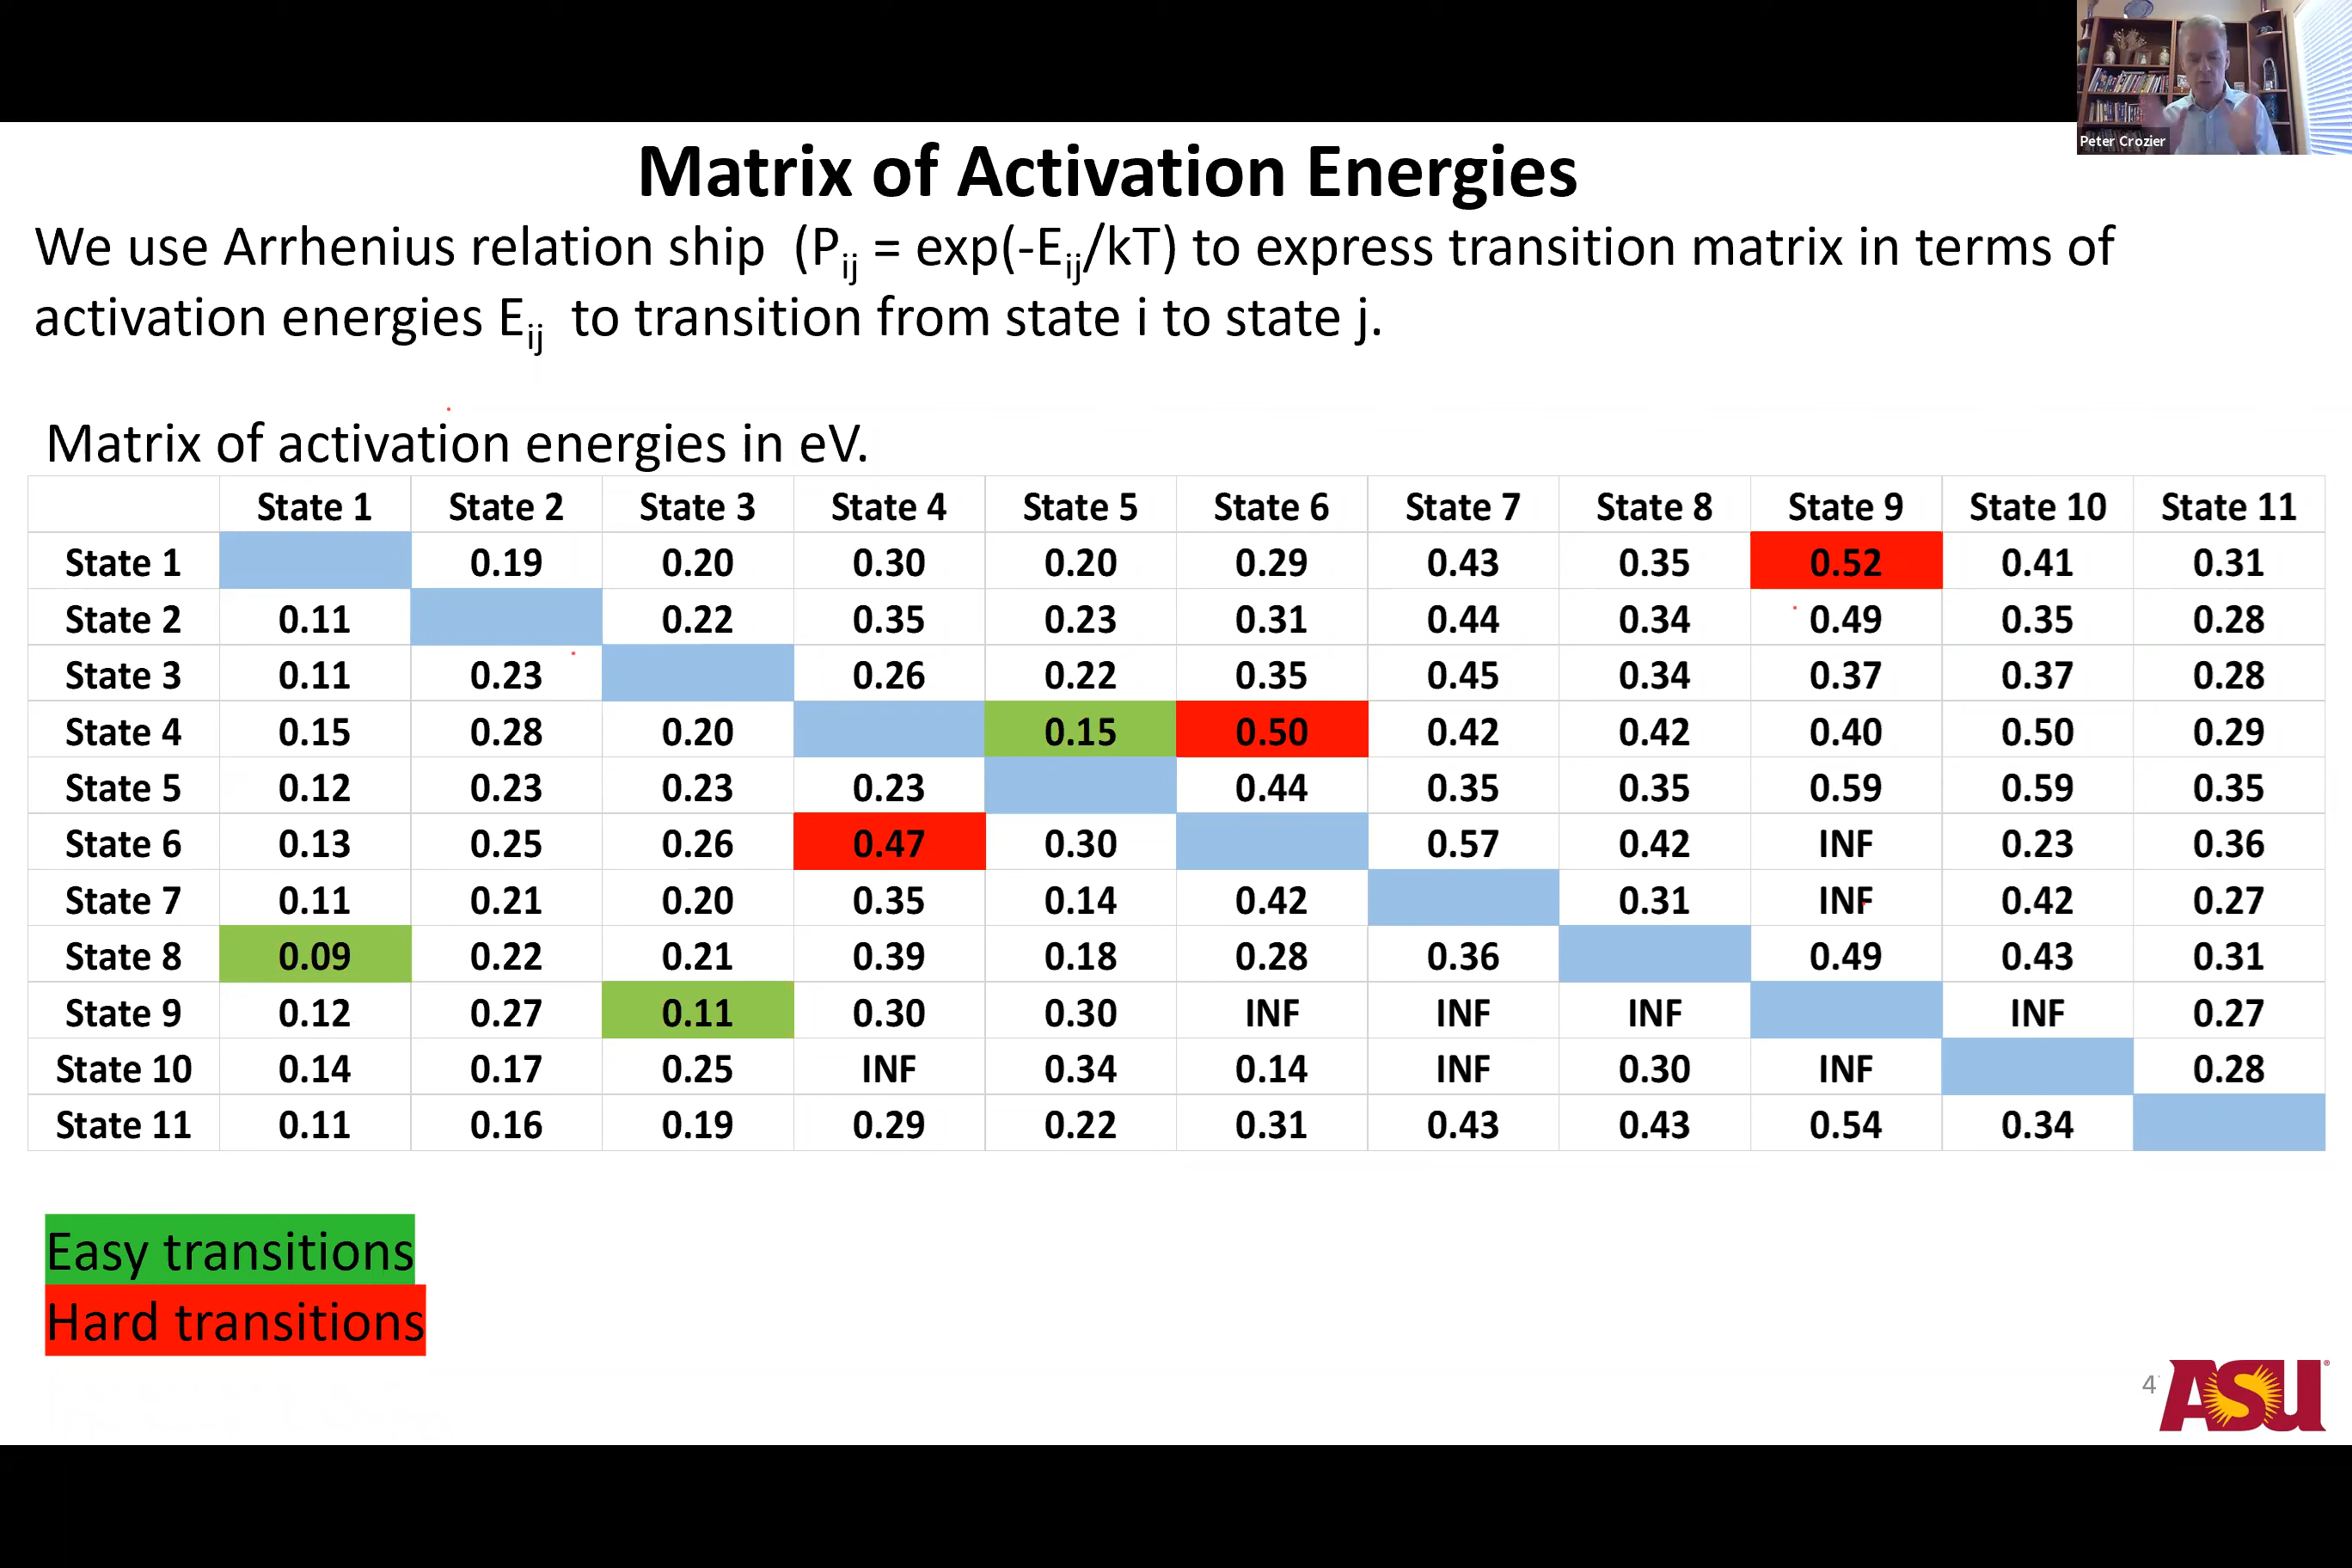 Peter Crozier
Matrix of Activation Energies
We use Arrhenius relation ship (Pij = exp(-Eij/kT) to express transition matrix in terms of
activation energies Eij to transition from state i to state j.
Matrix of activation energies in eV.
State 1 State 2 State 3 State 4 State 5 State 6 State 7 State 8 State 9 State 10 State 11
State 1 0.19 0.20 0.30 0.20 0.29 0.43 0.35 0.52 0.41 0.31
State 2 0.11 0.22 0.35 0.23 0.31 0.44 0.34 0.49 0.35 0.28
State 3 0.11 0.23 0.26 0.22 0.35 0.45 0.34 0.37 0.37 0.28
State 4 0.15 0.28 0.20 0.15 0.50 0.42 0.42 0.40 0.50 0.29
State 5 0.12 0.23 0.23 0.23 0.44 0.35 0.35 0.59 0.59 0.35
State 6 0.13 0.25 0.26 0.47 0.30 0.57 0.42 INF 0.23 0.36
State 7 0.11 0.21 0.20 0.35 0.14 0.42 0.31 INF 0.42 0.27
State 8 0.09 0.22 0.21 0.39 0.18 0.28 0.36 0.49 0.43 0.31
State 9 0.12 0.27 0.11 0.30 0.30 INF INF INF INF 0.27
State 10 0.14 0.17 0.25 INF 0.34 0.14 INF 0.30 INF 0.28
State 11 0.11 0.16 0.19 0.29 0.22 0.31 0.43 0.43 0.54 0.34
Easy transitions
Hard transitions
4
ASU